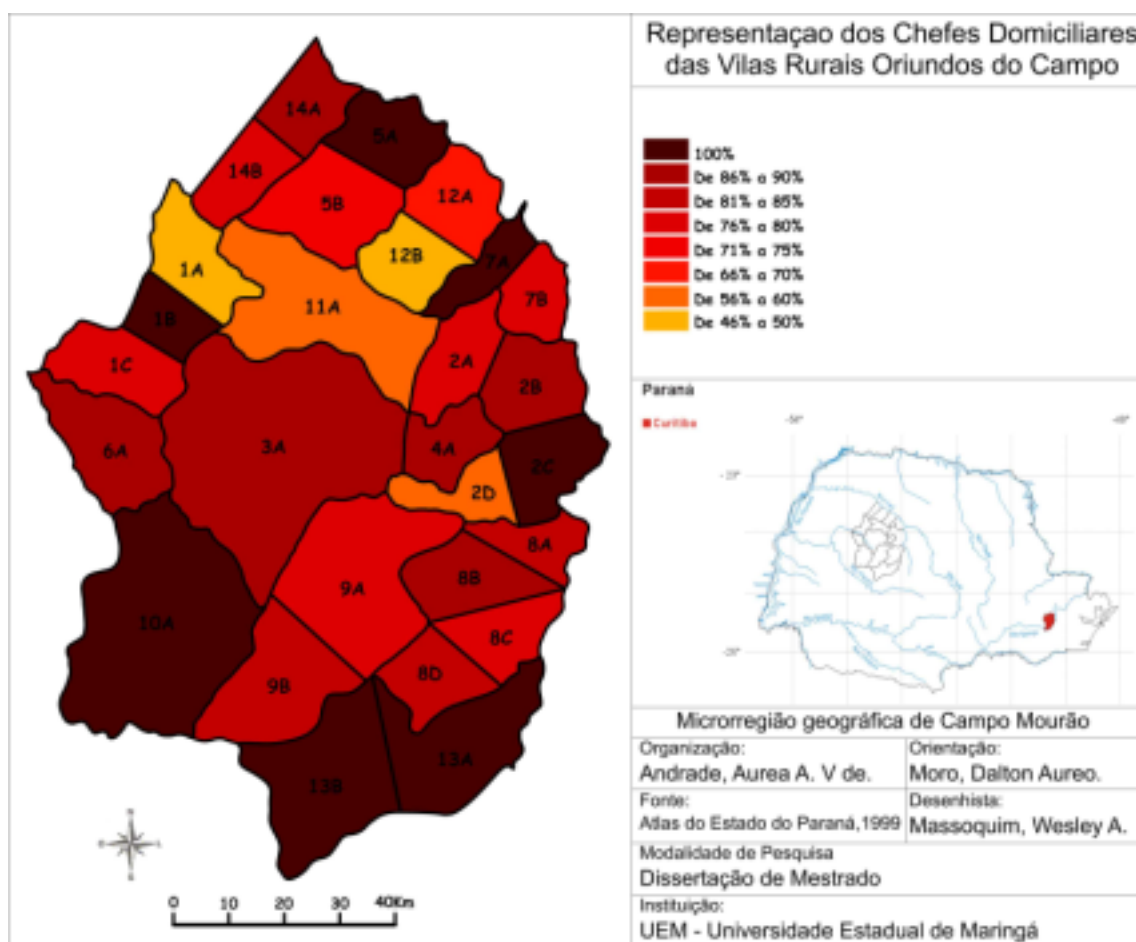 Representaçao dos Chefes Domiciliares
das Vilas Rurais Oriundos do Campo
100%
De 86% a 90%
De 81% a 85%
De 76% a 80%
De 71% a 75%
De 66% a 70%
De 56% a 60%
De 46% a 50%
14A
5A
14B
5B
12A
1A
12B
7A
7B
11A
1B
1C
2A
2B
6A
3A
4A
2C
2D
8A
9A
8B
10A
8C
9B
8D
13A
13B
0 10 20 30 40Km
Paraná
Curitiba
Microrregião geográfica de Campo Mourão
Organização:
Andrade, Aurea A. V de.
Orientação:
Moro, Dalton Aureo.
Fonte:
Atlas do Estado do Paraná,1999
Desenhista:
Massoquim, Wesley A.
Modalidade de Pesquisa
Dissertação de Mestrado
Instituição:
UEM - Universidade Estadual de Maringá